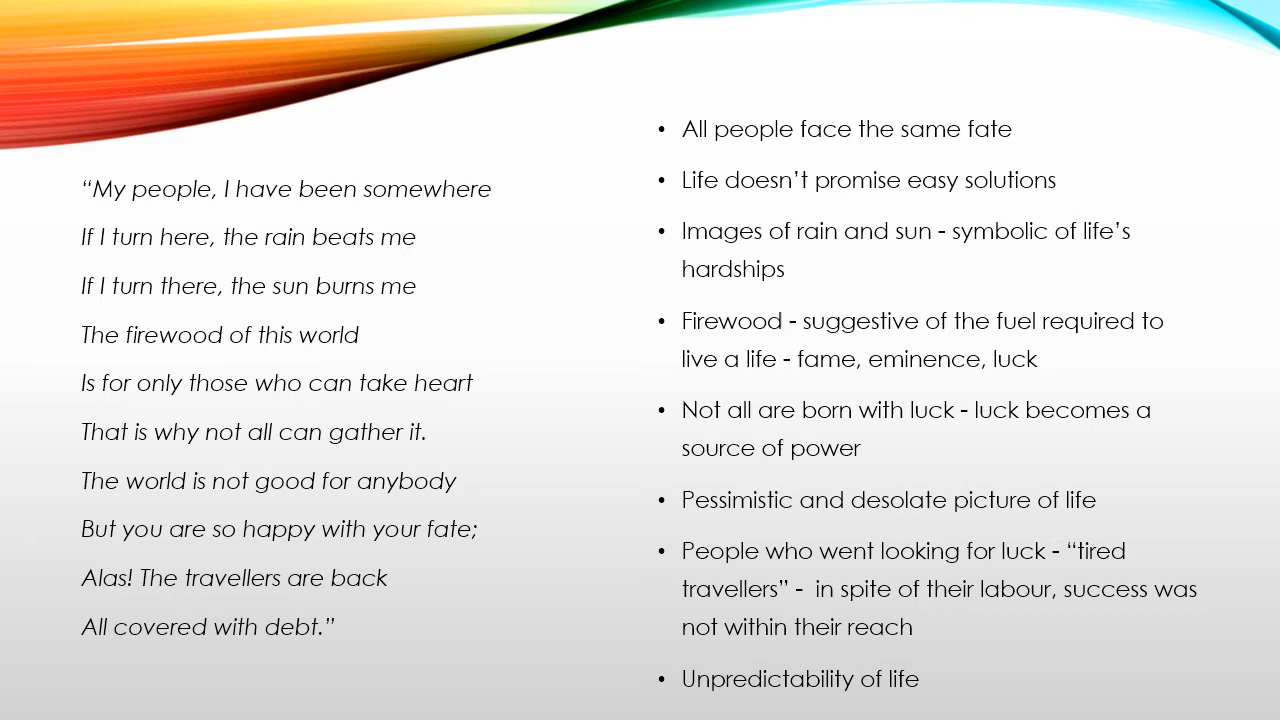 “My people, I have been somewhere
If I turn here, the rain beats me
If I turn there, the sun burns me
The firewood of this world
Is for only those who can take heart
That is why not all can gather it.
The world is not good for anybody
But you are so happy with your fate;
Alas! The travellers are back
All covered with debt.”
• All people face the same fate
• Life doesn’t promise easy solutions
• Images of rain and sun - symbolic of life’s
hardships
• Firewood - suggestive of the fuel required to
live a life - fame, eminence, luck
• Not all are born with luck - luck becomes a
source of power
• Pessimistic and desolate picture of life
• People who went looking for luck - “tired
travellers” -  in spite of their labour, success was
not within their reach
• Unpredictability of life